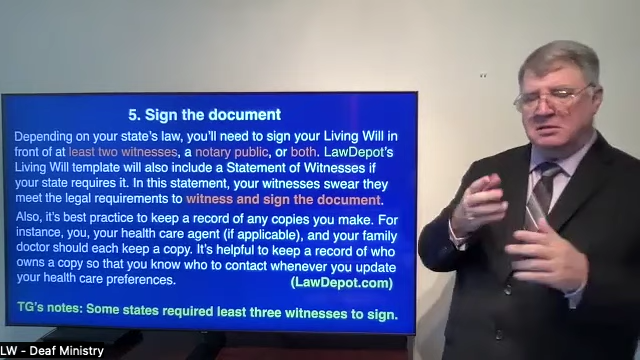 5. Sign the document
Depending on your state's law, you'll need to sign your Living Will in
front of at least two witnesses, a notary public, or both. LawDepot's
Living Will template will also include a Statement of Witnesses if
your state requires it. In this statement, your witnesses swear they
meet the legal requirements to witness and sign the document.
Also, it's best practice to keep a record of any copies you make. For
instance, you, your health care agent (if applicable), and your family
doctor should each keep a copy. It's helpful to keep a record of who
owns a copy so that you know who to contact whenever you update
your health care preferences. (LawDepot.com)
TG's notes: Some states required least three witnesses to sign.
LW - Deaf Ministry